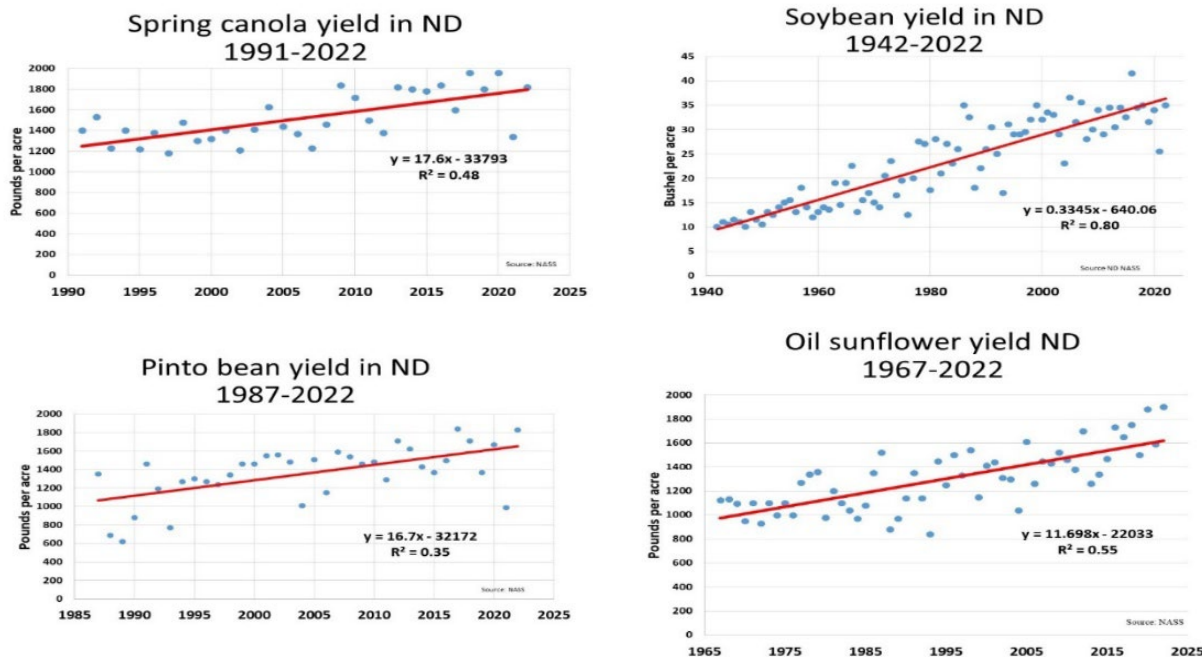 Spring canola yield in ND
1991-2022
Pounds per acre
2000
1800
1600
1400
1200
1000
800
600
400
200
0
y = 17.6x - 33793
R² = 0.48
Source: NASS
1990 1995 2000 2005 2010 2015 2020 2025
Soybean yield in ND
1942-2022
Bushel per acre
45
40
35
30
25
20
15
10
5
0
y = 0.3345x - 640.06
R² = 0.80
Source ND NASS
1940 1960 1980 2000 2020
Pinto bean yield in ND
1987-2022
Pounds per acre
2000
1800
1600
1400
1200
1000
800
600
400
200
0
y = 16.7x - 32172
R² = 0.35
Source: NASS
1985 1990 1995 2000 2005 2010 2015 2020 2025
Oil sunflower yield ND
1967-2022
Pounds per acre
2000
1800
1600
1400
1200
1000
800
600
400
200
0
y = 11.698x - 22033
R² = 0.55
Source: NASS
1965 1975 1985 1995 2005 2015 2025